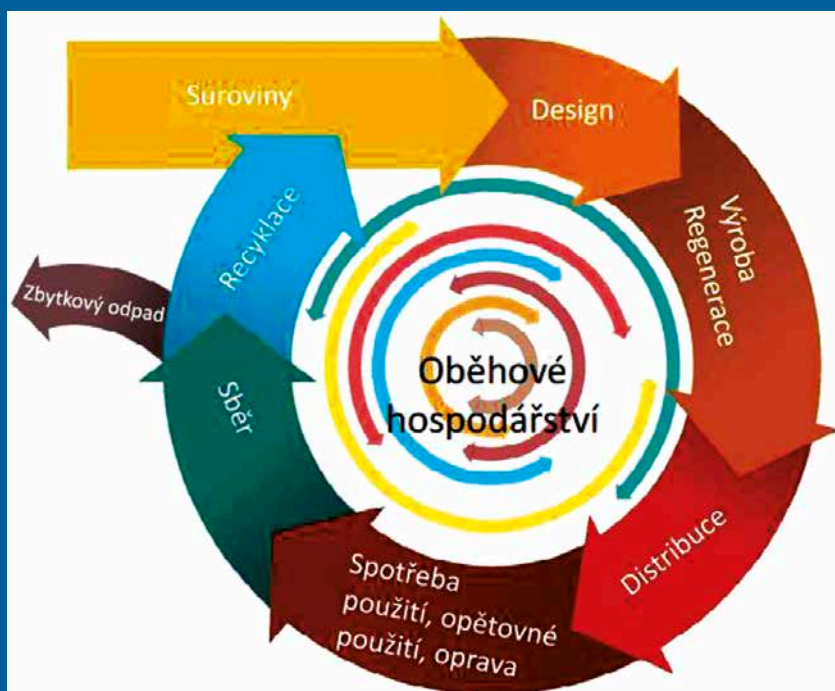 Suroviny
Design
Výroba
Regenerace
Distribuce
Spotřeba
použití, opětovné
použití, oprava
Sběr
Zbytkový odpad
Recyklace
Oběhové
hospodářství